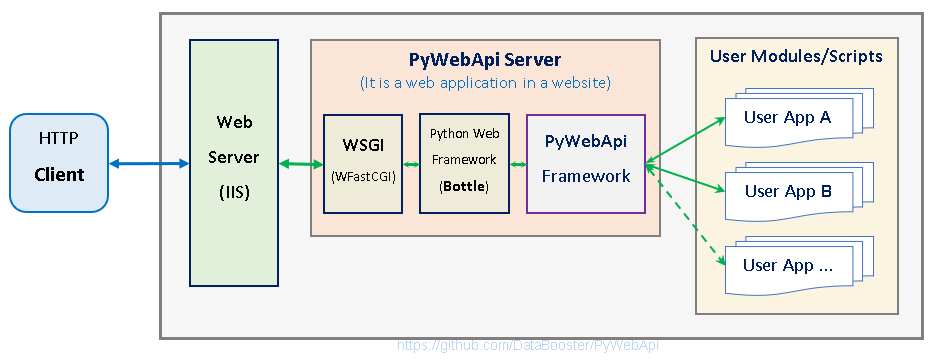 HTTP
Client
Web
Server
(IIS)
PyWebApi Server
(It is a web application in a website)
WSGI
(WFastCGI)
Python Web
Framework
(Bottle)
PyWebApi
Framework
User Modules/Scripts
User App A
User App B
User App ...
https://github.com/DataBooster/PyWebApi